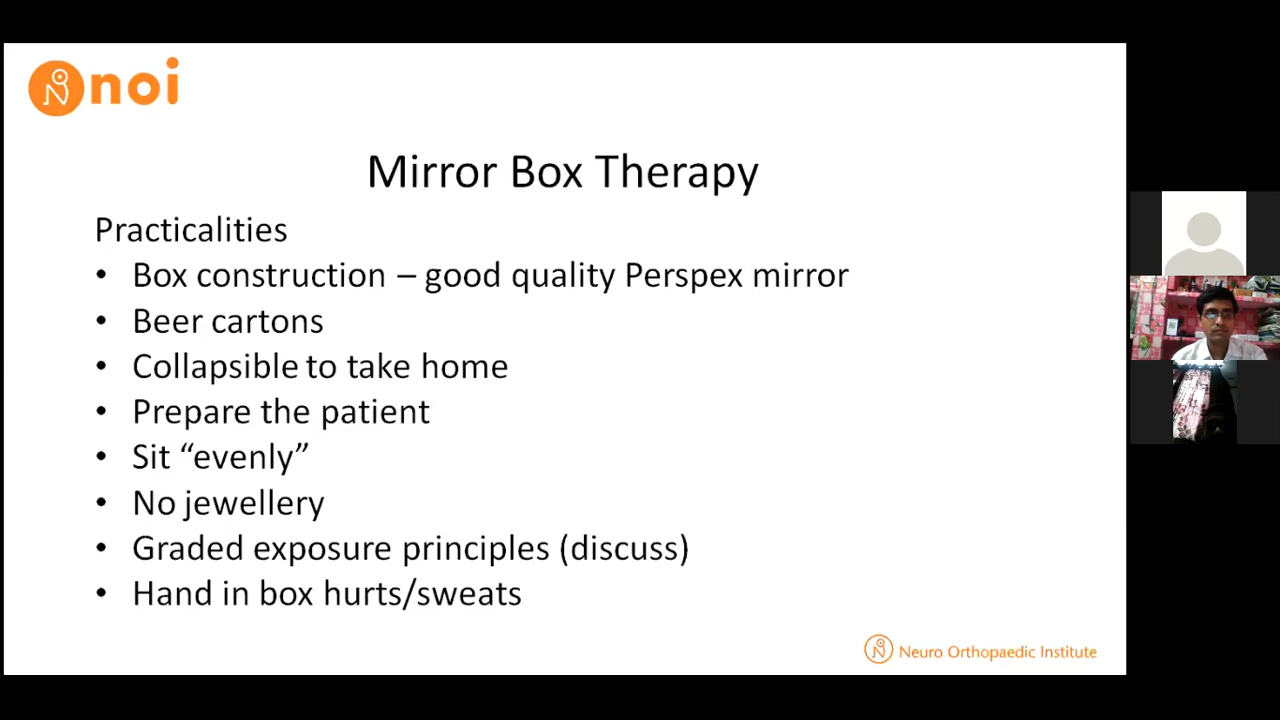 noi
Mirror Box Therapy
Practicalities
• Box construction – good quality Perspex mirror
• Beer cartons
• Collapsible to take home
• Prepare the patient
• Sit “evenly”
• No jewellery
• Graded exposure principles (discuss)
• Hand in box hurts/sweats
Neuro Orthopaedic Institute